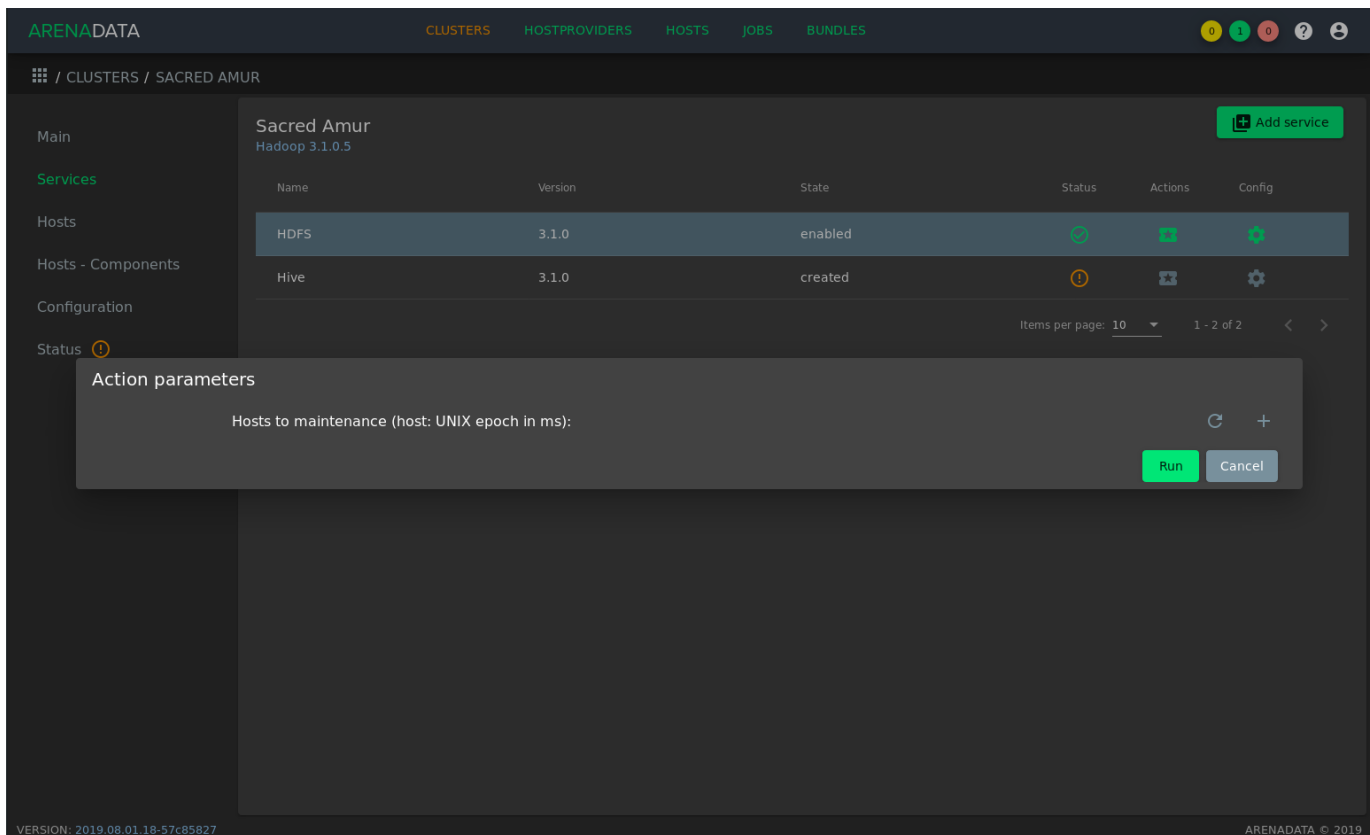 ARENADATA CLUSTERS HOSTPROVIDERS HOSTS JOBS BUNDLES 0 1 0
/ CLUSTERS / SACRED AMUR
Main
Services
Hosts
Hosts - Components
Configuration
Status
Sacred Amur
Hadoop 3.1.0.5
Add service
Name Version State Status Actions Config
HDFS 3.1.0 enabled
Hive 3.1.0 created
Items per page: 10 1 - 2 of 2
Action parameters
Hosts to maintenance (host: UNIX epoch in ms):
Run Cancel
VERSION: 2019.08.01.18-57c85827 ARENADATA © 2019